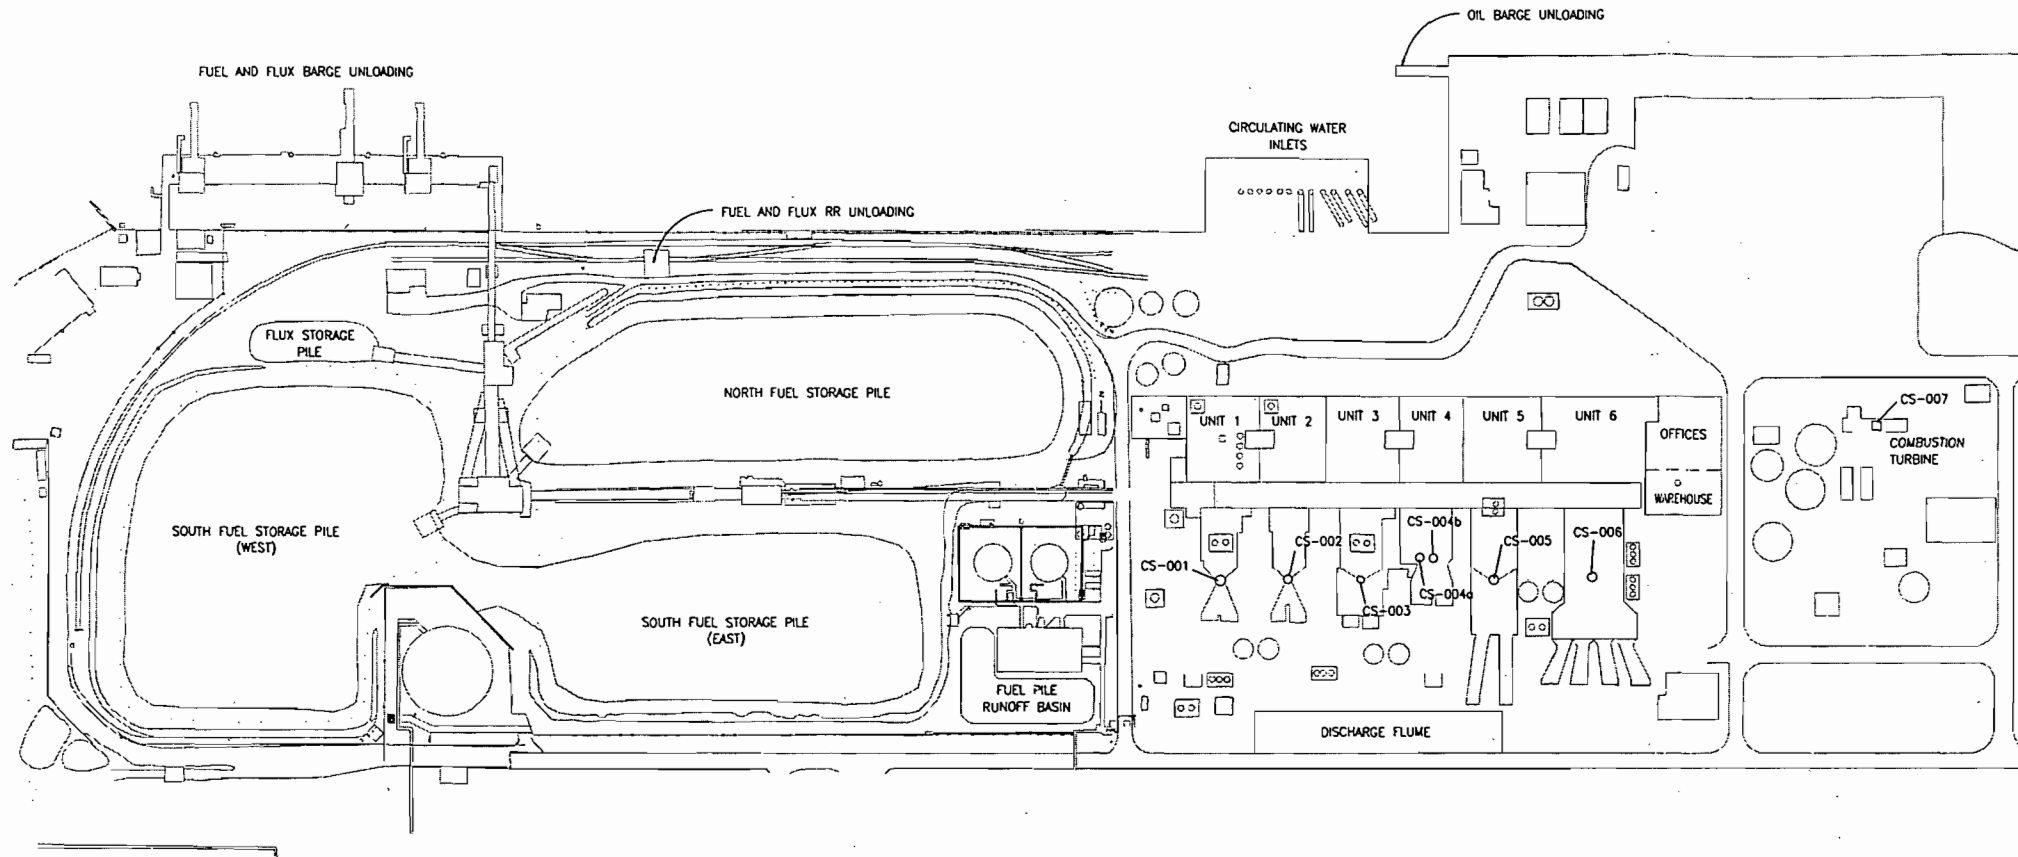 OIL BARGE UNLOADING
FUEL AND FLUX BARGE UNLOADING
CIRCULATING WATER
INLETS
FUEL AND FLUX RR UNLOADING
FLUX STORAGE
PILE
NORTH FUEL STORAGE PILE
UNIT 1
UNIT 2
UNIT 3
UNIT 4
UNIT 5
UNIT 6
OFFICES
WAREHOUSE
CS-007
COMBUSTION
TURBINE
SOUTH FUEL STORAGE PILE
(WEST)
CS-001
CS-002
CS-003
CS-004b
CS-004a
CS-005
CS-006
SOUTH FUEL STORAGE PILE
(EAST)
FUEL PILE
RUNOFF BASIN
DISCHARGE FLUME